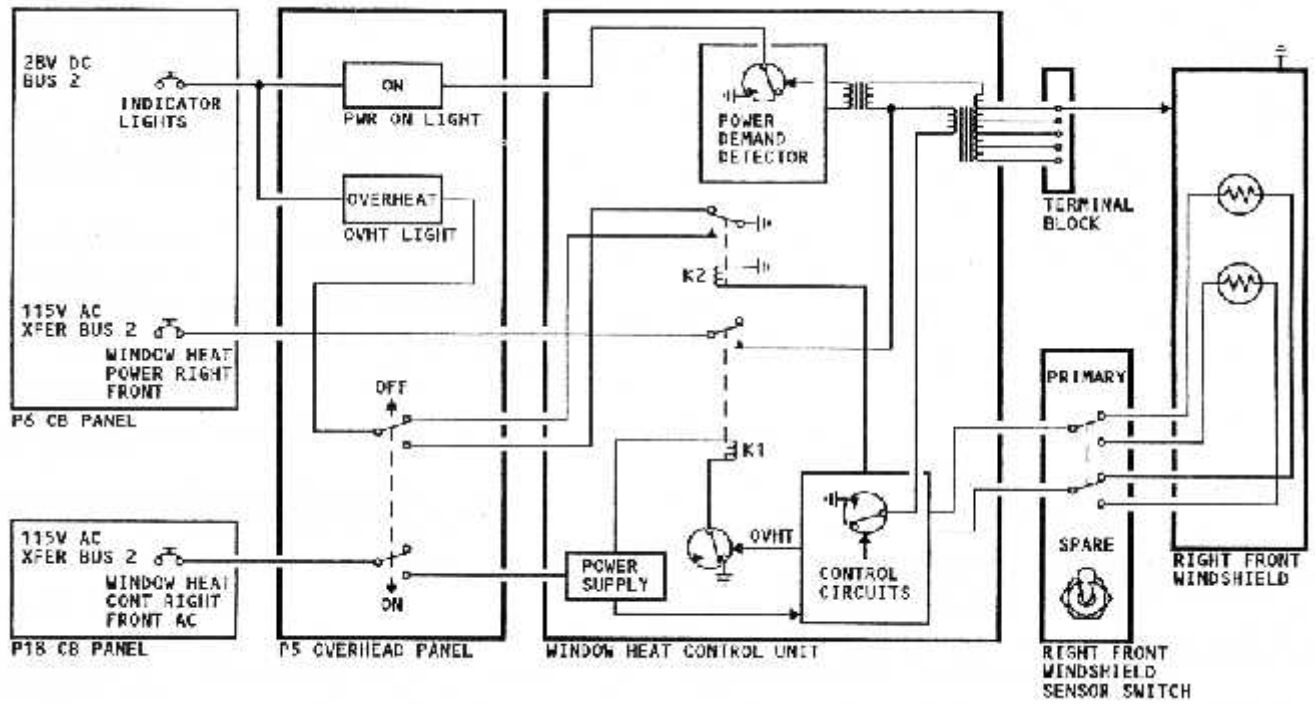 28V DC
BUS 2
INDICATOR
LIGHTS
115V AC
XFER BUS 2
WINDOW HEAT
POWER RIGHT
FRONT
P6 CB PANEL
115V AC
XFER BUS 2
WINDOW HEAT
CONT RIGHT
FRONT AC
P18 CB PANEL
ON
PWR ON LIGHT
OVERHEAT
OVHT LIGHT
OFF
ON
P5 OVERHEAD PANEL
POWER
DEMAND
DETECTOR
K2
K1
OVHT
POWER
SUPPLY
CONTROL
CIRCUITS
WINDOW HEAT CONTROL UNIT
TERMINAL
BLOCK
PRIMARY
SPARE
RIGHT FRONT
WINDSHIELD
SENSOR SWITCH
RIGHT FRONT
WINDSHIELD